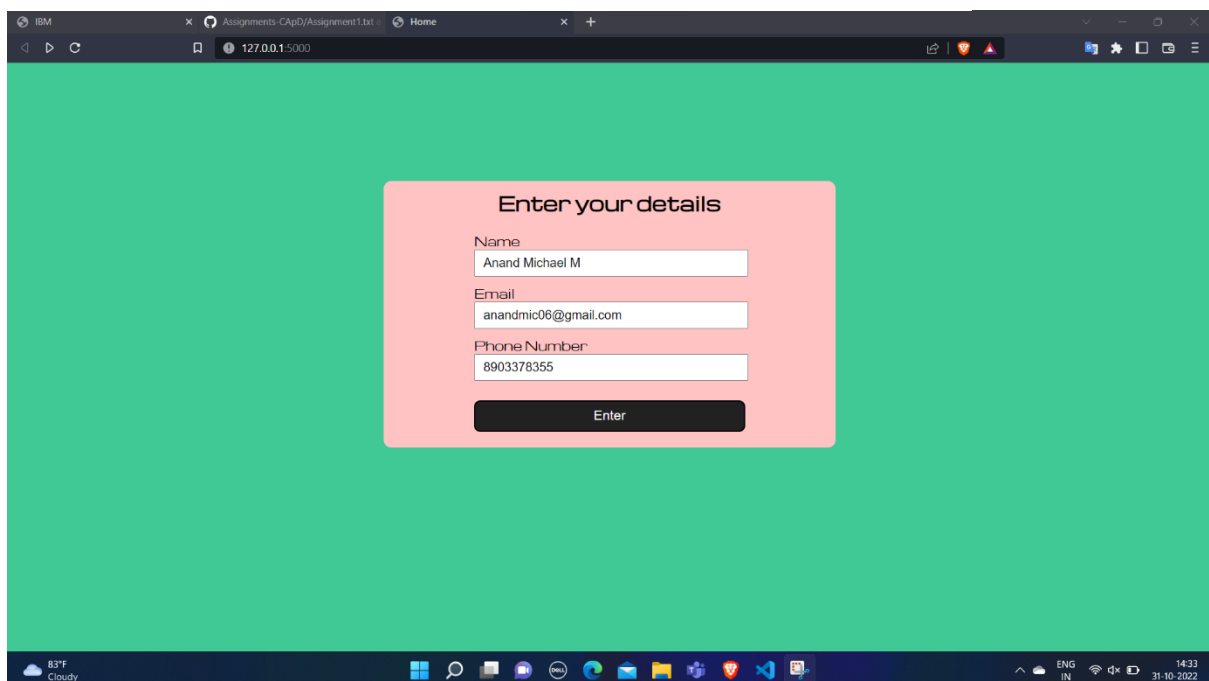 IBM
Assignments-CApD/Assignment1.txt a
Home
127.0.0.1:5000
Enter your details
Name
Anand Michael M
Email
anandmic06@gmail.com
Phone Number
8903378355
Enter
83°F
Cloudy
DELL
ENG
IN
14:33
31-10-2022